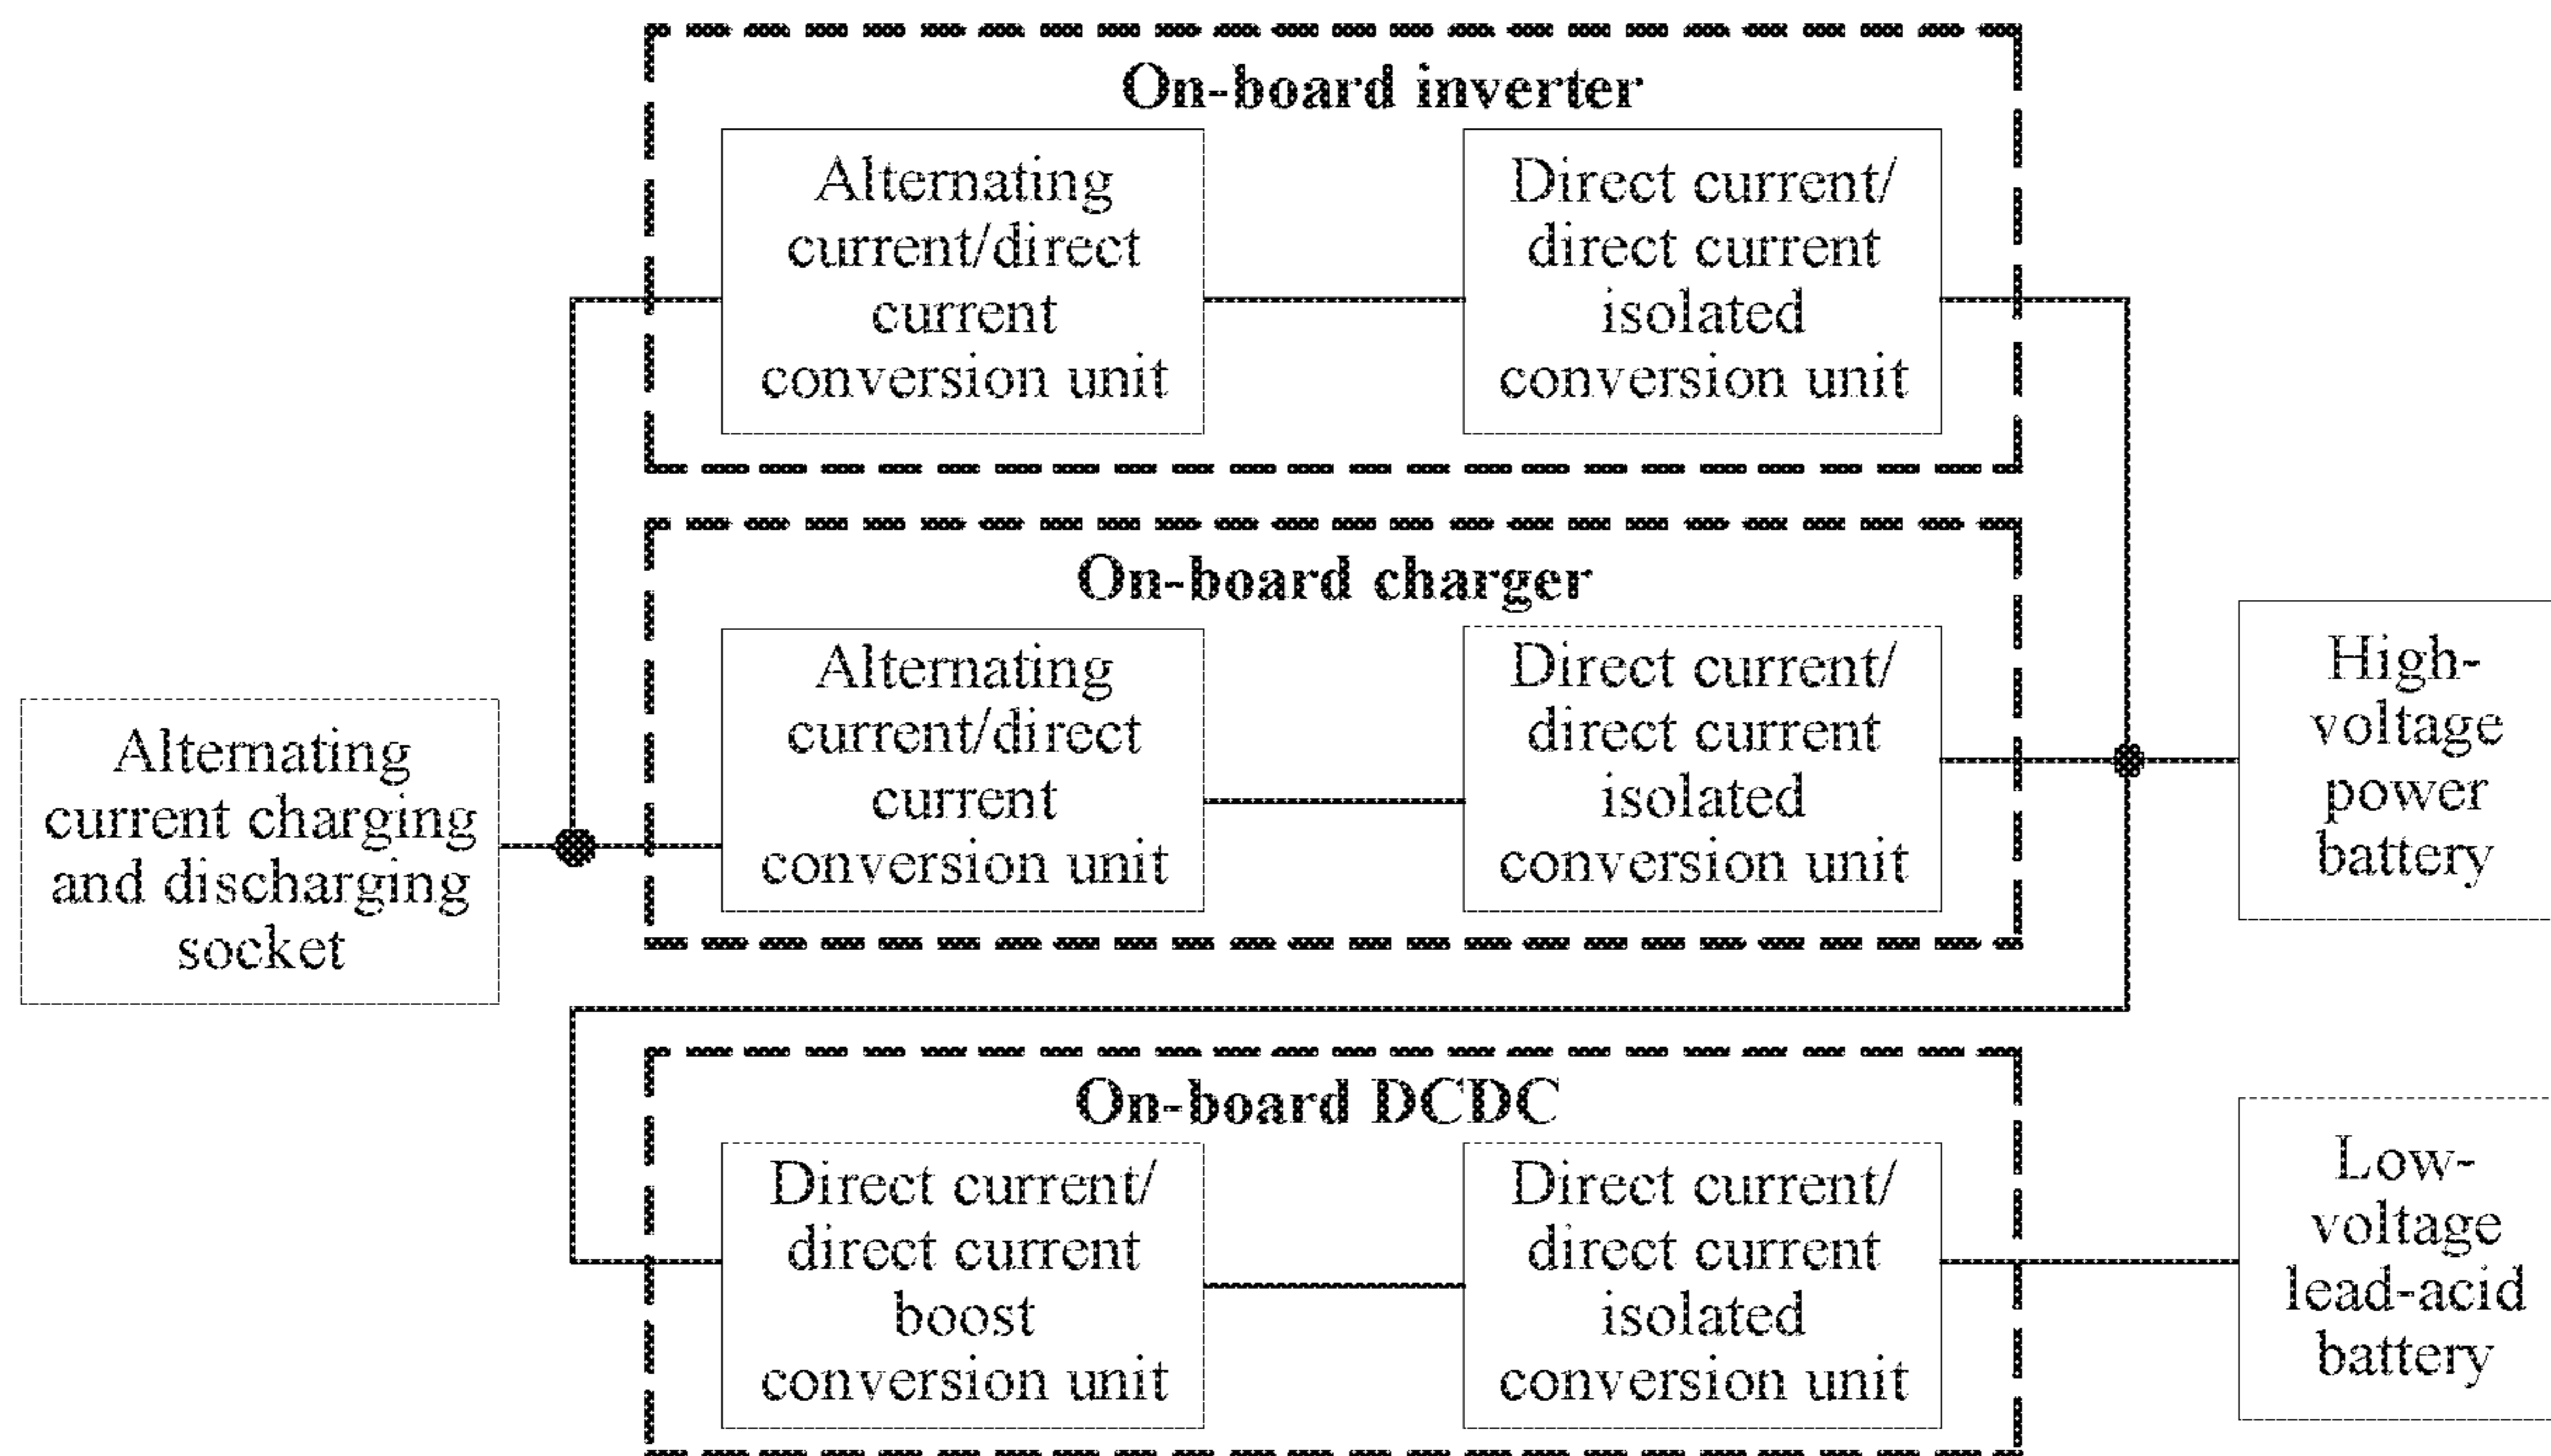 On-board inverter
Alternating
current/direct
current
conversion unit
Direct current/
direct current
isolated
conversion unit
On-board charger
Alternating
current/direct
current
conversion unit
Direct current/
direct current
isolated
conversion unit
Alternating
current charging
and discharging
socket
High-
voltage
power
battery
On-board DCDC
Direct current/
direct current
boost
conversion unit
Direct current/
direct current
isolated
conversion unit
Low-
voltage
lead-acid
battery